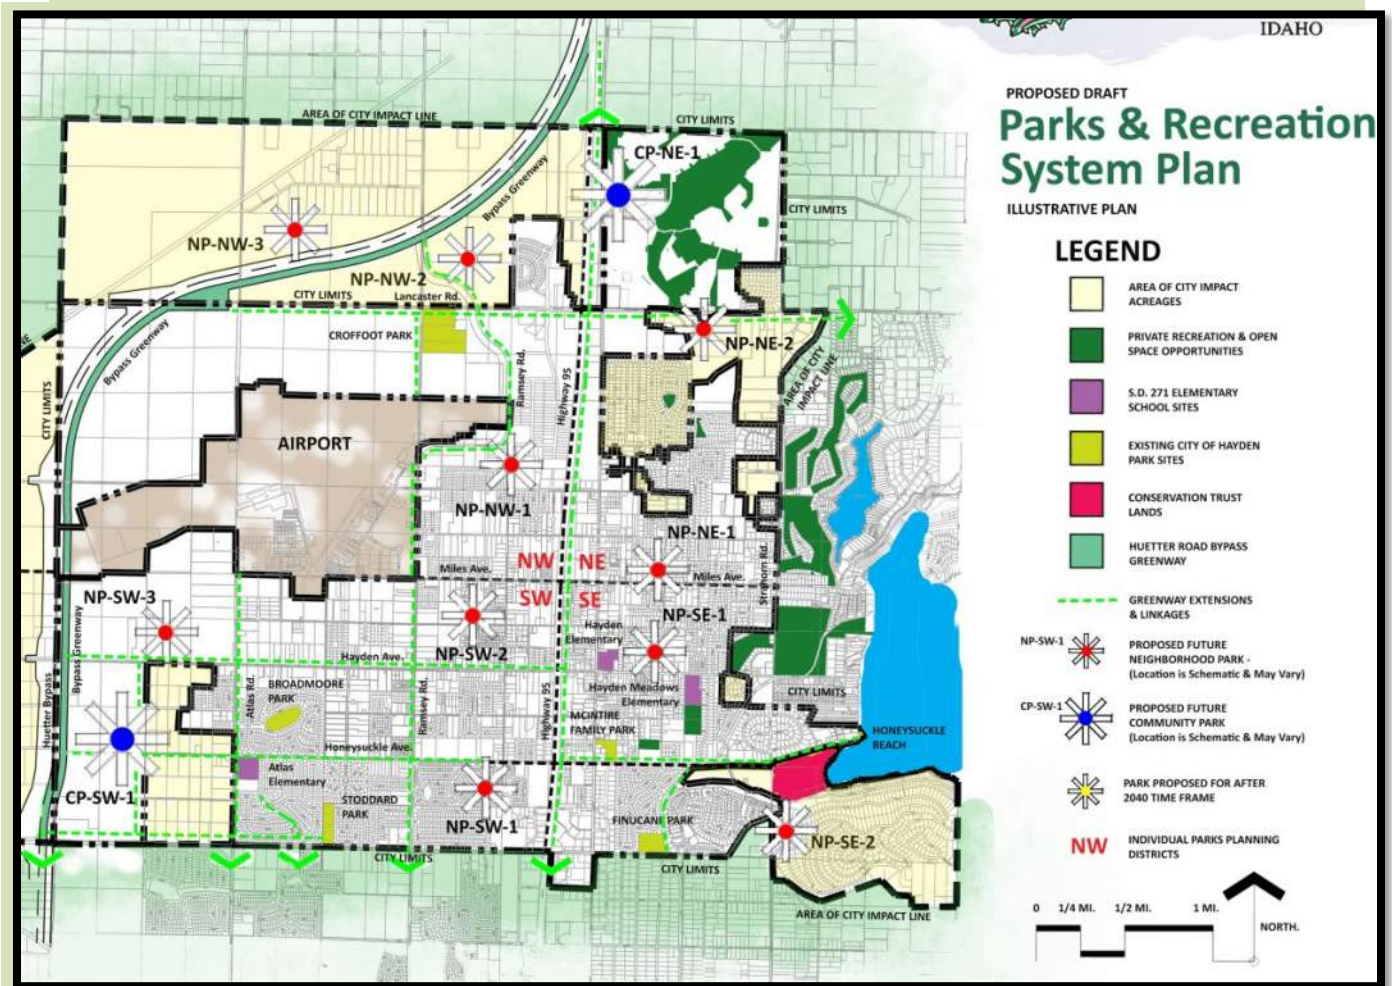 IDAHO
PROPOSED DRAFT
Parks & Recreation
System Plan
ILLUSTRATIVE PLAN
LEGEND
AREA OF CITY IMPACT
ACREAGES
PRIVATE RECREATION & OPEN
SPACE OPPORTUNITIES
S.D. 271 ELEMENTARY
SCHOOL SITES
EXISTING CITY OF HAYDEN
PARK SITES
CONSERVATION TRUST
LANDS
HUETTER ROAD BYPASS
GREENWAY
GREENWAY EXTENSIONS
& LINKAGES
NP-SW-1
PROPOSED FUTURE
NEIGHBORHOOD PARK -
(Location is Schematic & May Vary)
CP-SW-1
PROPOSED FUTURE
COMMUNITY PARK
(Location is Schematic & May Vary)
PARK PROPOSED FOR AFTER
2040 TIME FRAME
NW
INDIVIDUAL PARKS PLANNING
DISTRICTS
0 1/4 MI. 1/2 MI. 1 MI.
NORTH.
AREA OF CITY IMPACT LINE
CITY LIMITS
CP-NE-1
Bypass Greenway
CITY LIMITS
NP-NW-3
NP-NW-2
CITY LIMITS
Lancaster Rd.
CROFFOOT PARK
NP-NE-2
Bypass Greenway
Ramsey Rd.
Highway 95
AREA OF CITY
IMPACT LINE
CITY LIMITS
AIRPORT
NP-NW-1
NP-NE-1
NW NE
Miles Ave.
Miles Ave.
Strahorn Rd.
SW SE
NP-SW-3
NP-SE-1
Hayden
Elementary
NP-SW-2
Hayden Ave.
Bypass Greenway
Huetter Bypass
Atlas Rd.
BROADMOORE
PARK
Ramsey Rd.
Highway 95
Hayden Meadows
Elementary
CITY LIMITS
MCINTIRE
FAMILY PARK
HONEYSUCKLE
BEACH
Honeysuckle Ave.
Atlas
Elementary
CP-SW-1
STODDARD
PARK
NP-SW-1
FINUCANE PARK
NP-SE-2
CITY LIMITS
CITY LIMITS
AREA OF CITY IMPACT LINE